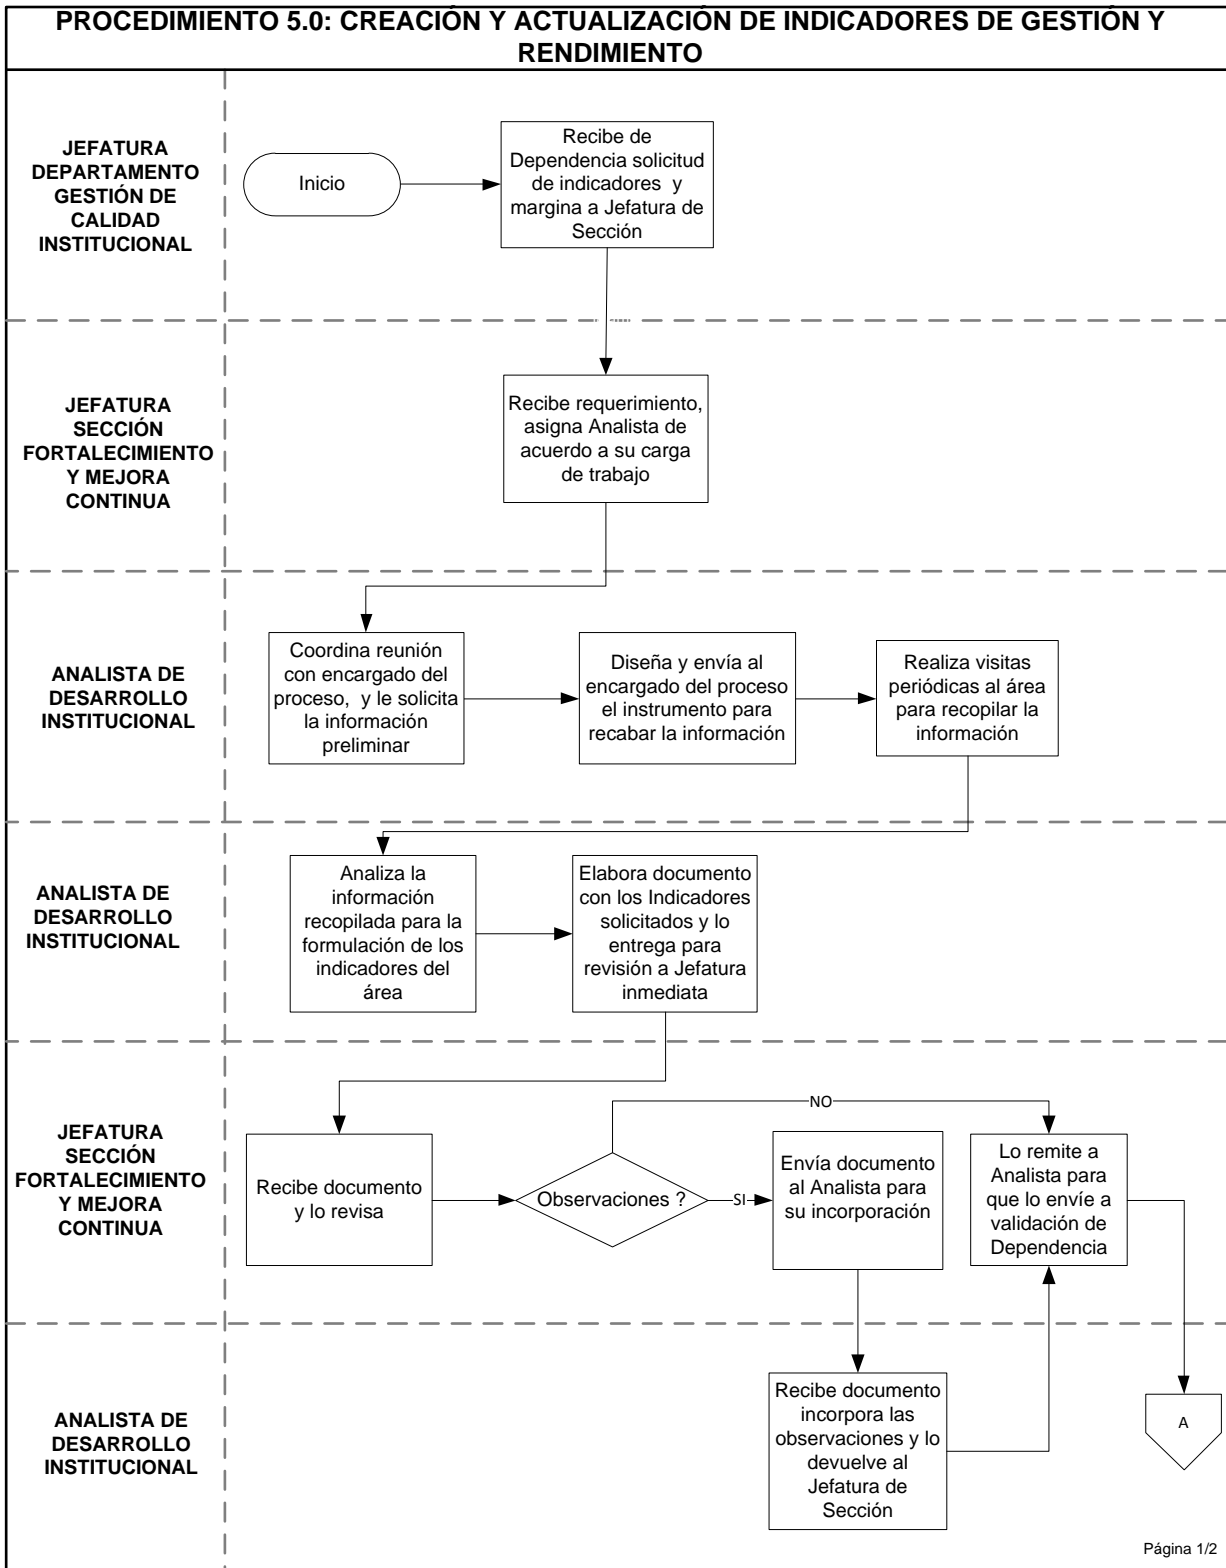 PROCEDIMIENTO 5.0: CREACIÓN Y ACTUALIZACIÓN DE INDICADORES DE GESTIÓN Y
RENDIMIENTO
JEFATURA
DEPARTAMENTO
GESTIÓN DE
CALIDAD
INSTITUCIONAL
Inicio
Recibe de
Dependencia solicitud
de indicadores y
margina a Jefatura de
Sección
JEFATURA
SECCIÓN
FORTALECIMIENTO
Y MEJORA
CONTINUA
Recibe requerimiento,
asigna Analista de
acuerdo a su carga
de trabajo
ANALISTA DE
DESARROLLO
INSTITUCIONAL
Coordina reunión
con encargado del
proceso, y le solicita
la información
preliminar
Diseña y envía al
encargado del proceso
el instrumento para
recabar la información
Realiza visitas
periódicas al área
para recopilar la
información
ANALISTA DE
DESARROLLO
INSTITUCIONAL
Analiza la
información
recopilada para la
formulación de los
indicadores del
área
Elabora documento
con los Indicadores
solicitados y lo
entrega para
revisión a Jefatura
inmediata
JEFATURA
SECCIÓN
FORTALECIMIENTO
Y MEJORA
CONTINUA
Recibe documento
y lo revisa
Observaciones ?
NO
SI
Envía documento
al Analista para
su incorporación
Lo remite a
Analista para
que lo envíe a
validación de
Dependencia
ANALISTA DE
DESARROLLO
INSTITUCIONAL
Recibe documento
incorpora las
observaciones y lo
devuelve al
Jefatura de
Sección
A
Página 1/2